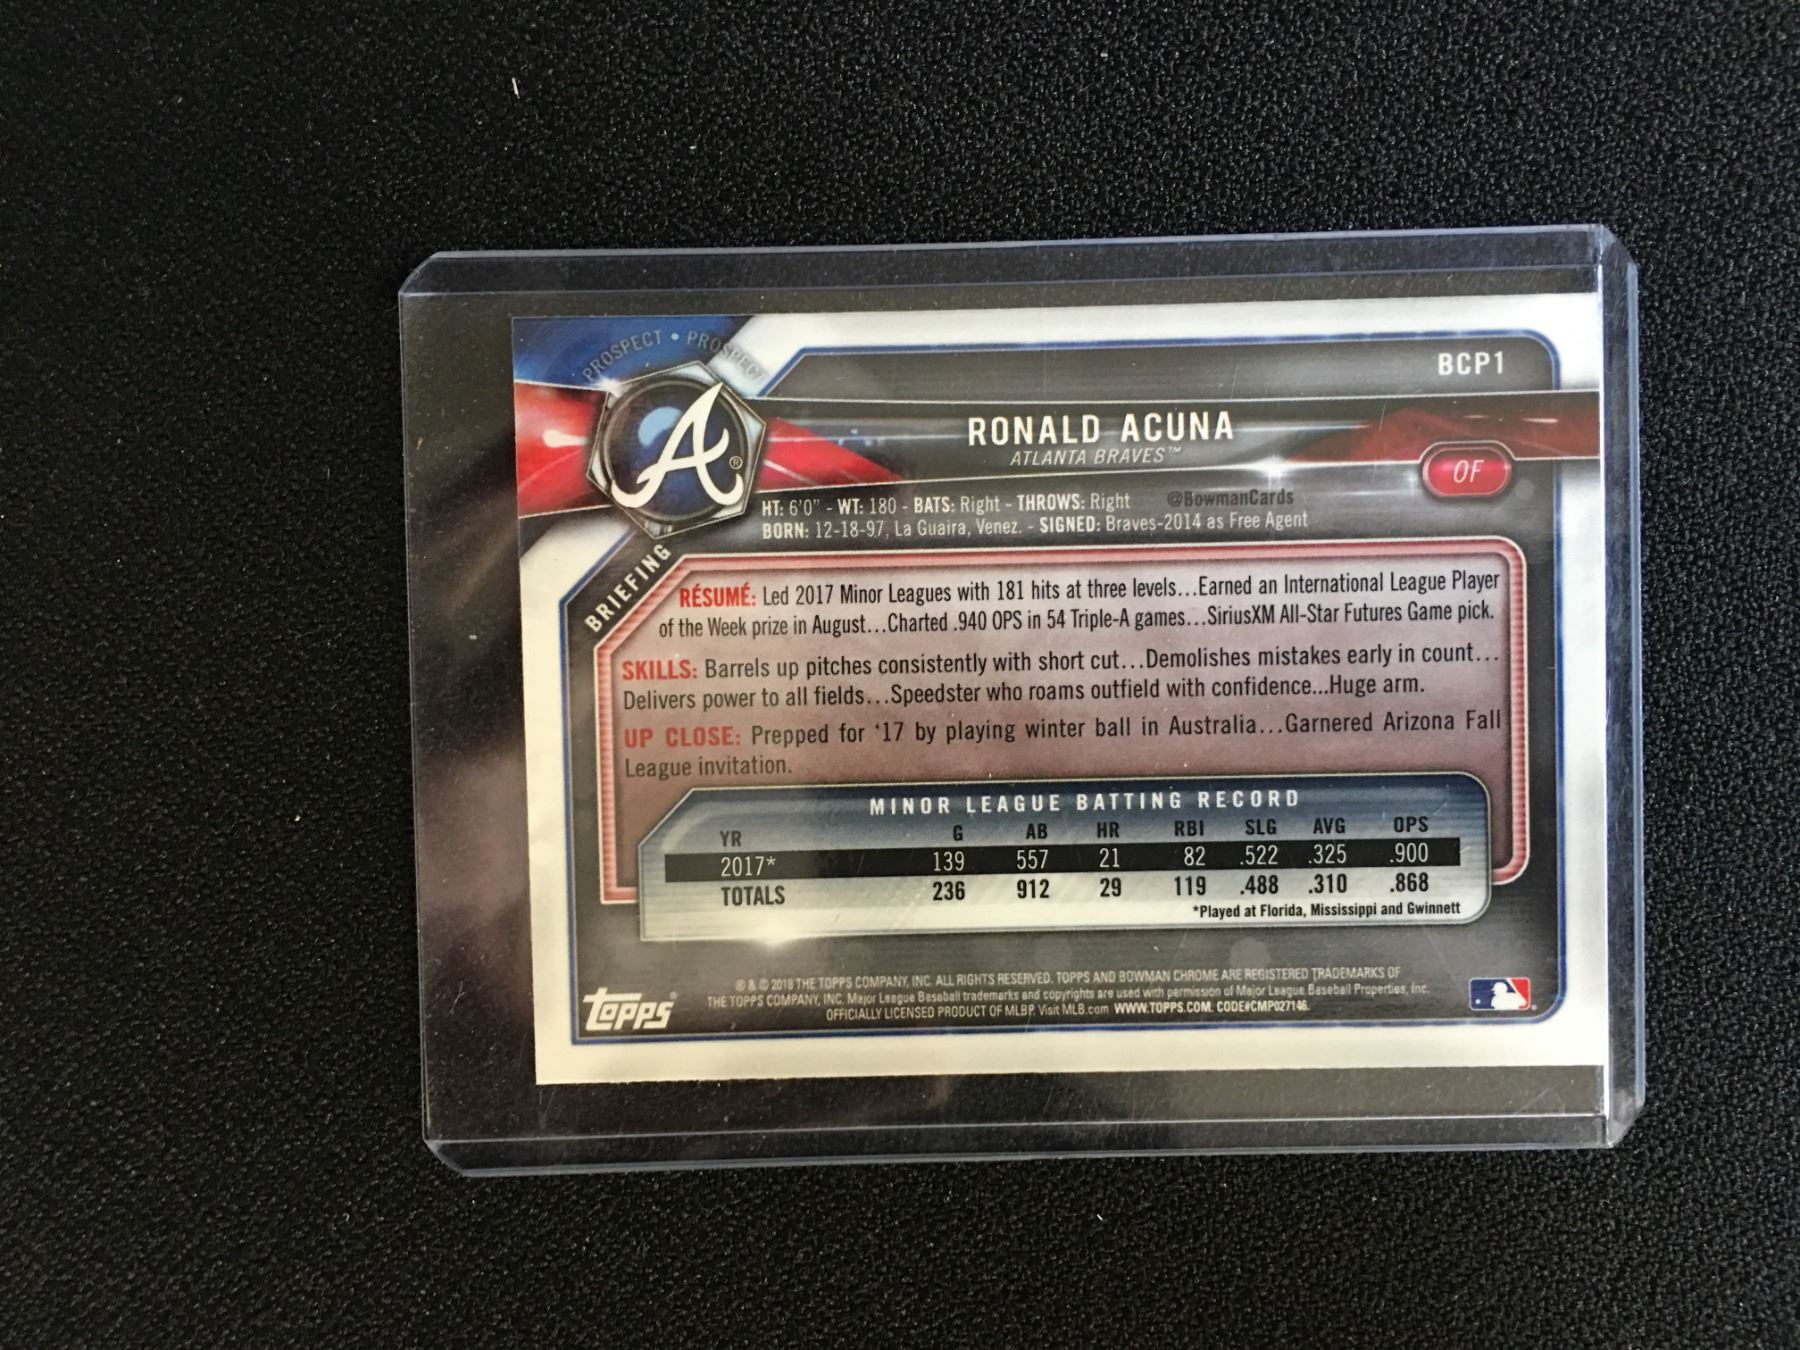 PROSPECT • PROSPECT
BCP1
RONALD ACUNA
ATLANTA BRAVES™
OF
HT: 6'0" - WT: 180 - BATS: Right - THROWS: Right @BowmanCards
BORN: 12-18-97, La Guaira, Venez. - SIGNED: Braves-2014 as Free Agent
BRIEFING
RÉSUMÉ: Led 2017 Minor Leagues with 181 hits at three levels...Earned an International League Player
of the Week prize in August...Charted .940 OPS in 54 Triple-A games...SiriusXM All-Star Futures Game pick.
SKILLS: Barrels up pitches consistently with short cut...Demolishes mistakes early in count...
Delivers power to all fields...Speedster who roams outfield with confidence...Huge arm.
UP CLOSE: Prepped for '17 by playing winter ball in Australia...Garnered Arizona Fall
League invitation.
MINOR LEAGUE BATTING RECORD
YR G AB HR RBI SLG AVG OPS
2017* 139 557 21 82 .522 .325 .900
TOTALS 236 912 29 119 .488 .310 .868
*Played at Florida, Mississippi and Gwinnett
® & © 2018 THE TOPPS COMPANY, INC. ALL RIGHTS RESERVED. TOPPS AND BOWMAN CHROME ARE REGISTERED TRADEMARKS OF
THE TOPPS COMPANY, INC. Major League Baseball trademarks and copyrights are used with permission of Major League Baseball Properties, Inc.
OFFICIALLY LICENSED PRODUCT OF MLBP. Visit MLB.com WWW.TOPPS.COM. CODE#CMP027146.
topps®